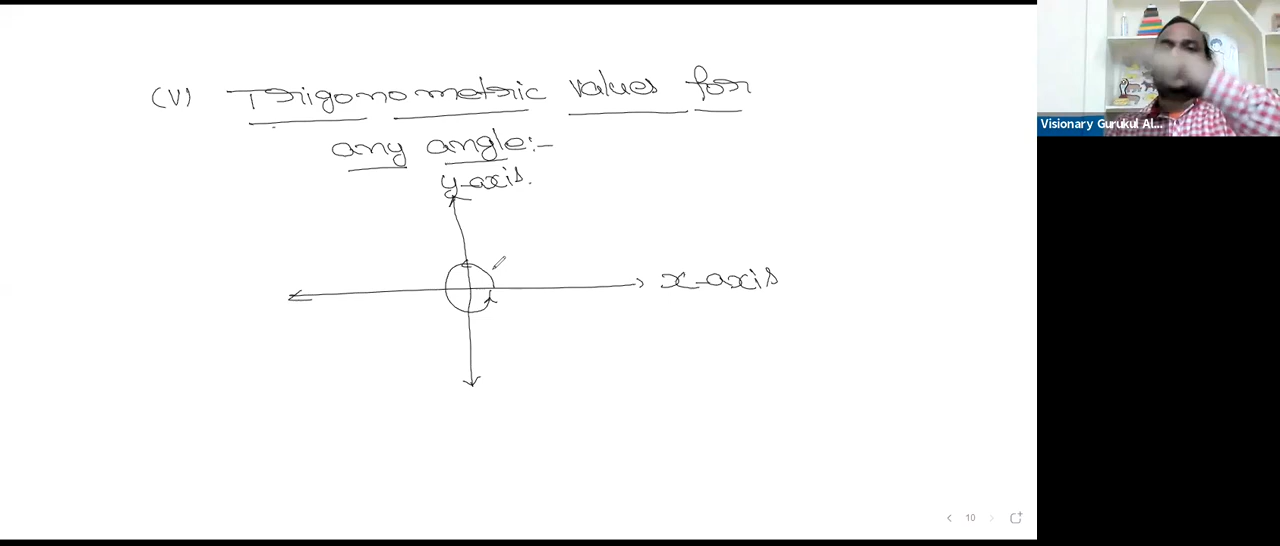 (V) Trigonometric values for
any angle:-
y-axis.
x-axis
Visionary Gurukul Al...
10